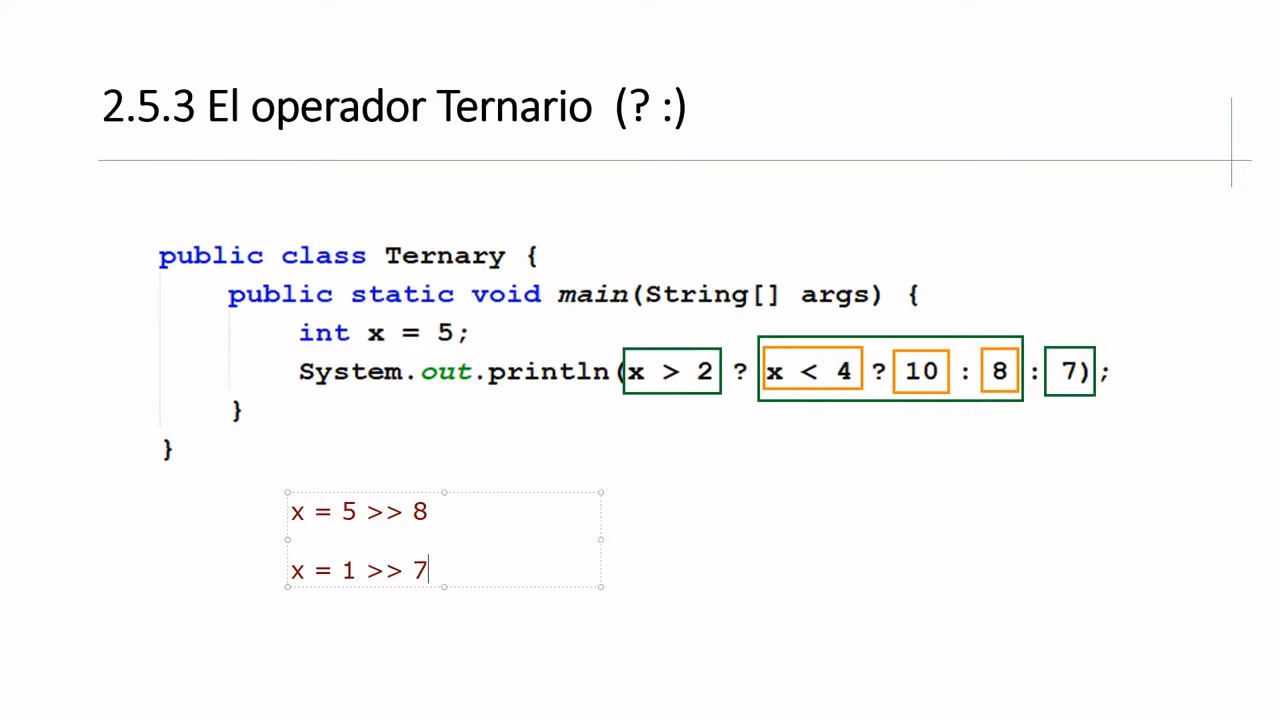 2.5.3 El operador Ternario (? :)
public class Ternary {
public static void main(String[] args) {
int x = 5;
System.out.println(x > 2 ? x < 4 ? 10 : 8 : 7);
}
}
x = 5 >> 8
x = 1 >> 7